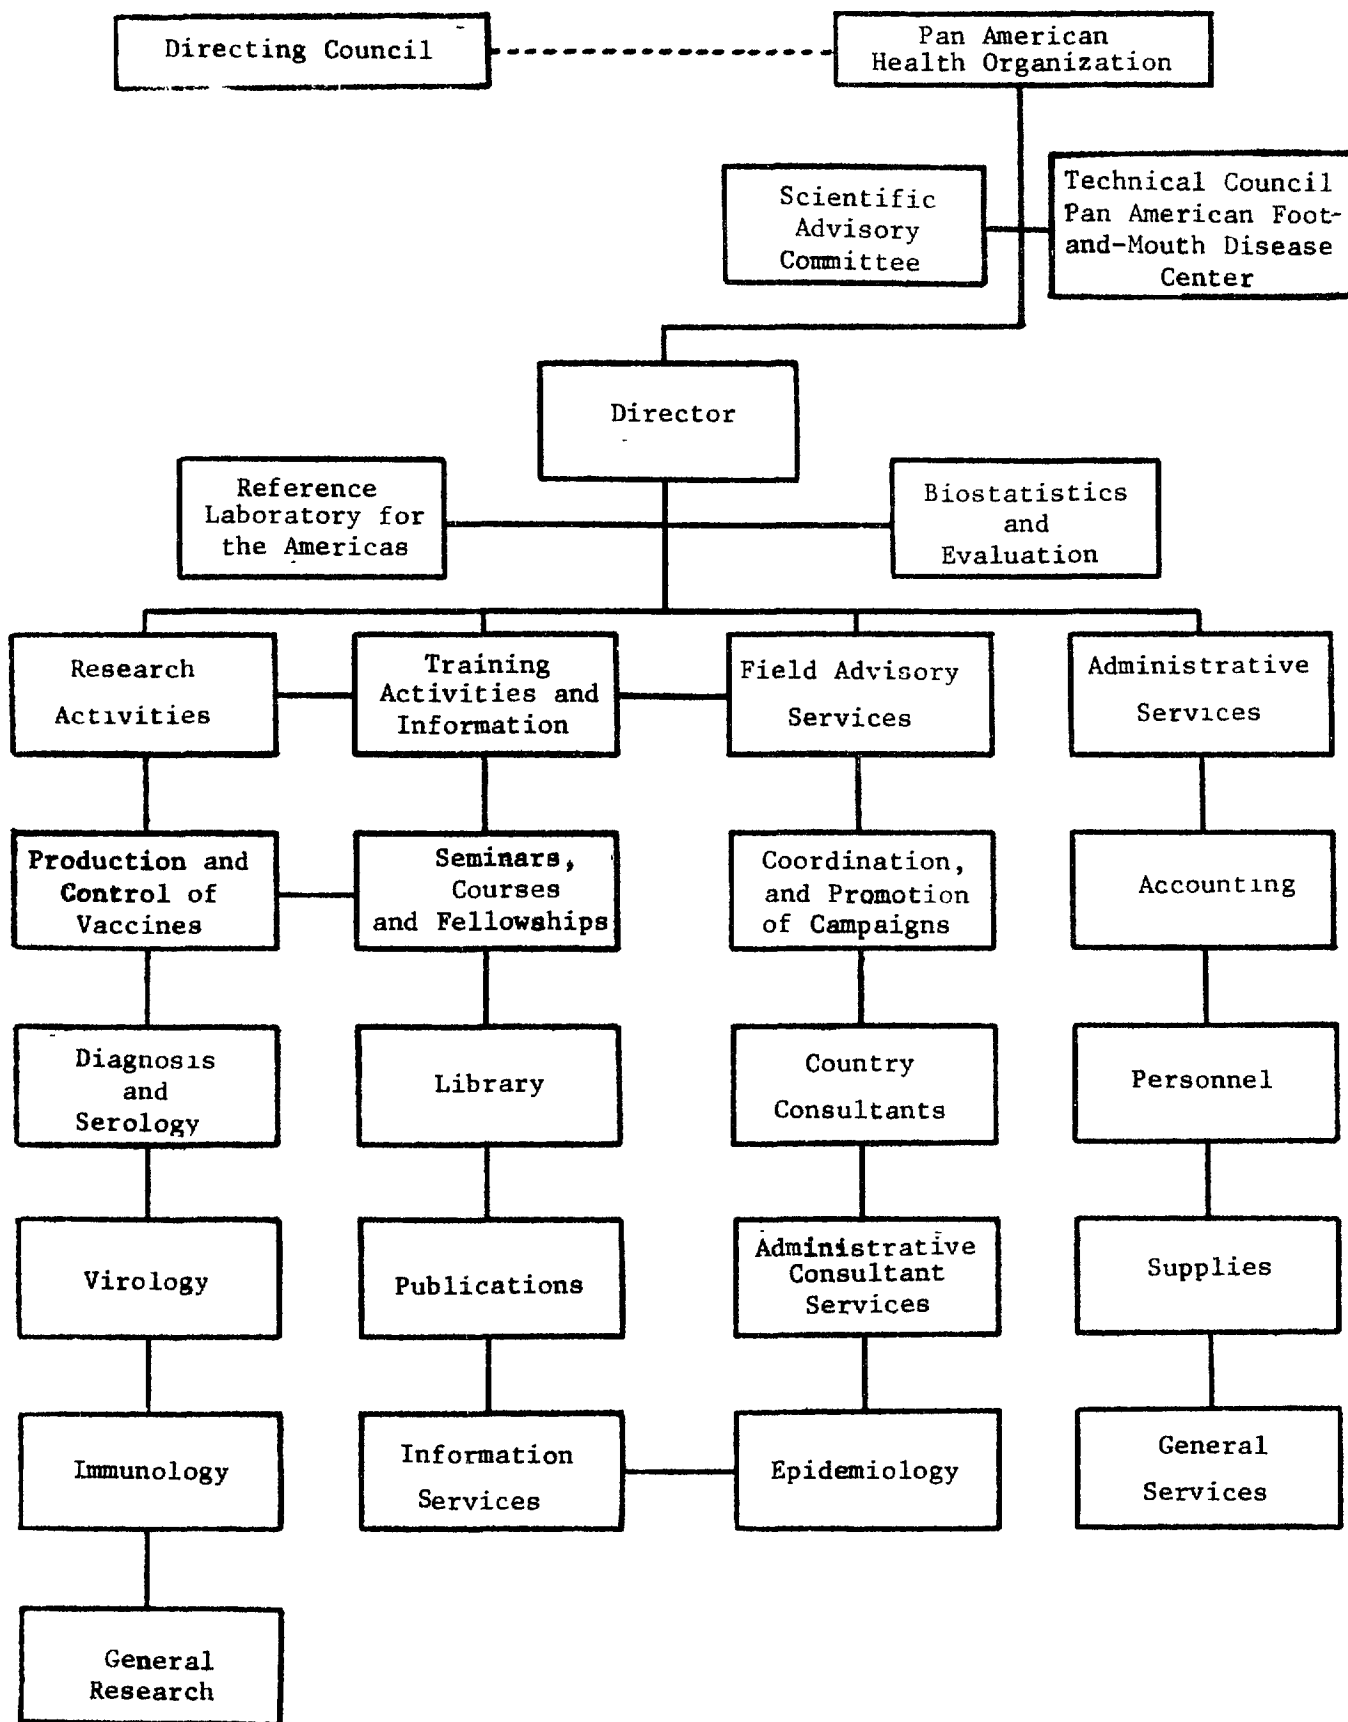 Directing Council
Pan American
Health Organization
Scientific
Advisory
Committee
Technical Council
Pan American Foot-
and-Mouth Disease
Center
Director
Reference
Laboratory for
the Americas
Biostatistics
and
Evaluation
Research
Activities
Training
Activities and
Information
Field Advisory
Services
Administrative
Services
Production and
Control of
Vaccines
Seminars,
Courses
and Fellowships
Coordination,
and Promotion
of Campaigns
Accounting
Diagnosis
and
Serology
Library
Country
Consultants
Personnel
Virology
Publications
Administrative
Consultant
Services
Supplies
Immunology
Information
Services
Epidemiology
General
Services
General
Research